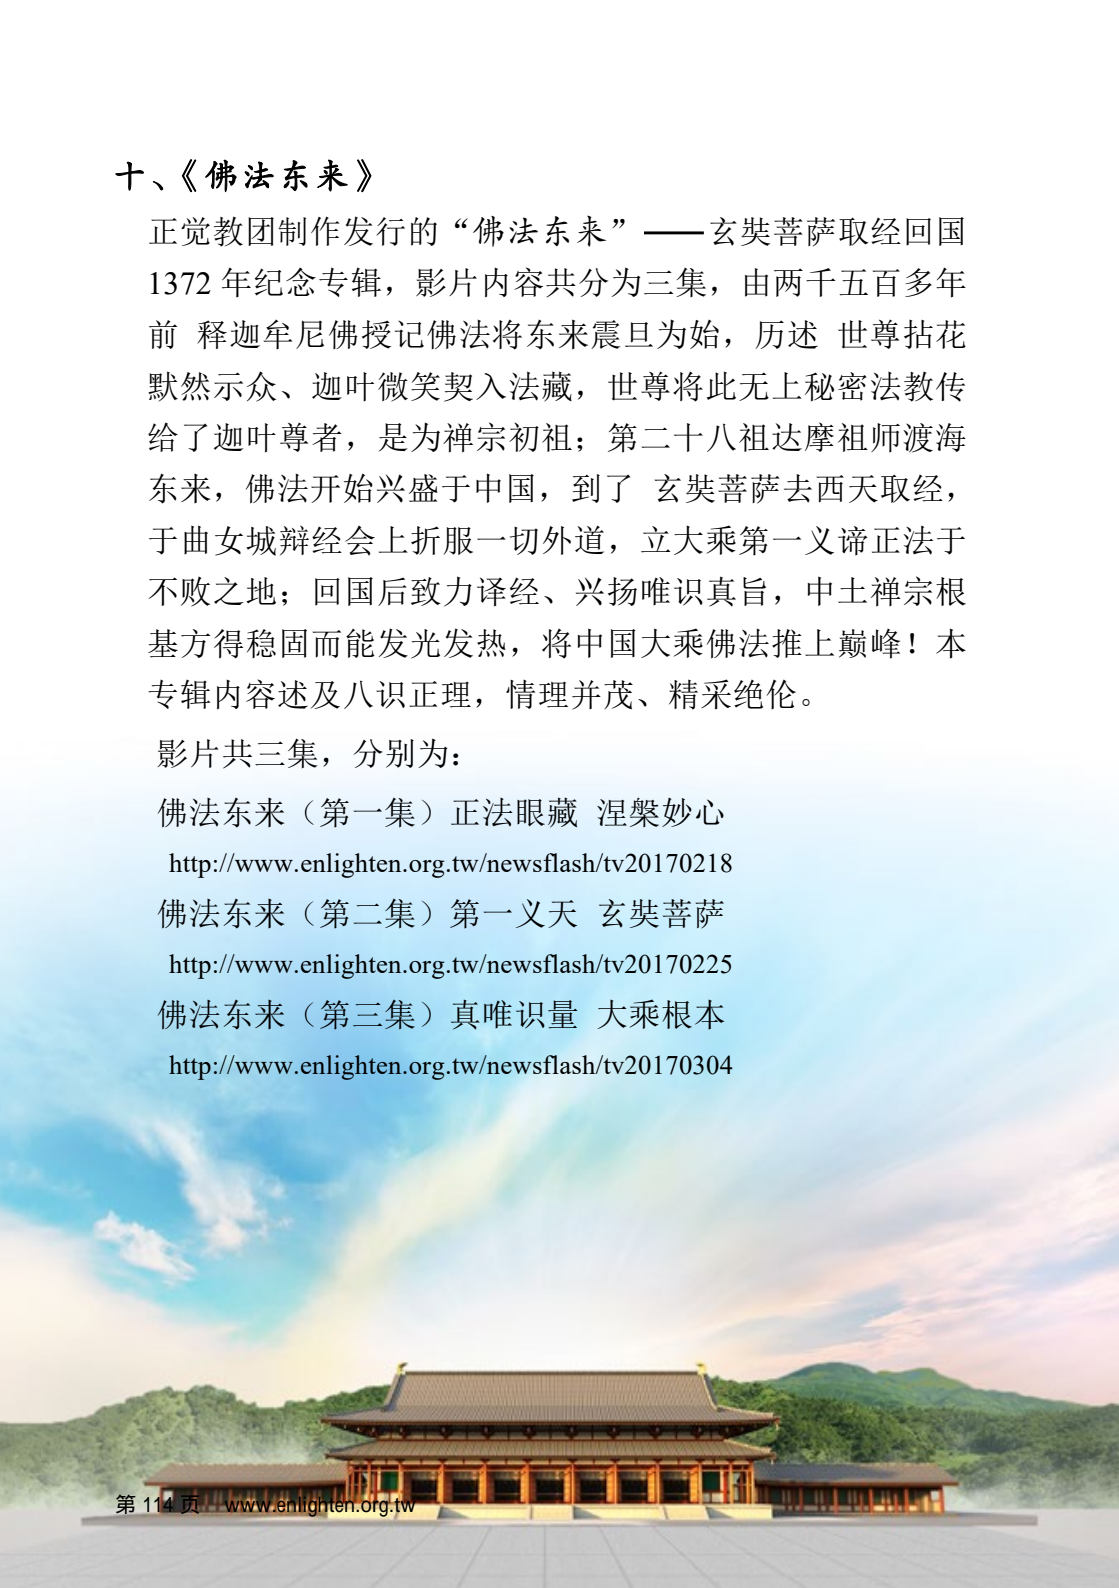 十、《佛法东来》
正觉教团制作发行的“佛法东来”——玄奘菩萨取经回国
1372 年纪念专辑，影片内容共分为三集，由两千五百多年
前 释迦牟尼佛授记佛法将东来震旦为始，历述 世尊拈花
默然示众、迦叶微笑契入法藏，世尊将此无上秘密法教传
给了迦叶尊者，是为禅宗初祖；第二十八祖达摩祖师渡海
东来，佛法开始兴盛于中国，到了 玄奘菩萨去西天取经，
于曲女城辩经会上折服一切外道，立大乘第一义谛正法于
不败之地；回国后致力译经、兴扬唯识真旨，中土禅宗根
基方得稳固而能发光发热，将中国大乘佛法推上巅峰！本
专辑内容述及八识正理，情理并茂、精采绝伦。
影片共三集，分别为：
佛法东来（第一集）正法眼藏 涅槃妙心
http://www.enlighten.org.tw/newsflash/tv20170218
佛法东来（第二集）第一义天 玄奘菩萨
http://www.enlighten.org.tw/newsflash/tv20170225
佛法东来（第三集）真唯识量 大乘根本
http://www.enlighten.org.tw/newsflash/tv20170304
第 114 页 www.enlighten.org.tw